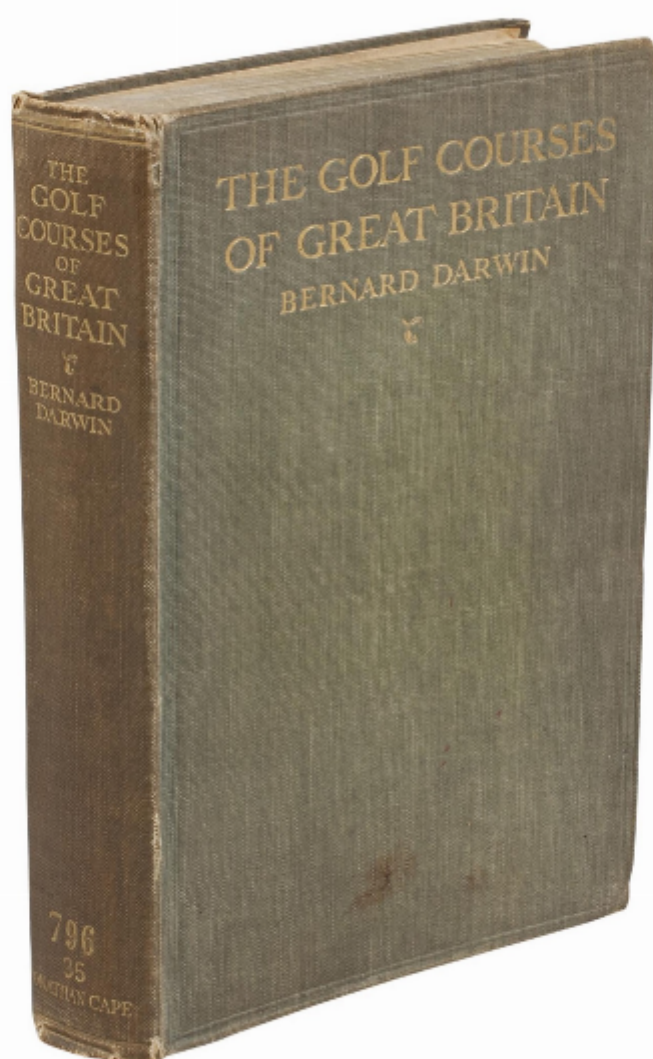 THE
GOLF
COURSES
OF
GREAT
BRITAIN
BERNARD
DARWIN
796
35
JONATHAN CAPE
THE GOLF COURSES
OF GREAT BRITAIN
BERNARD DARWIN